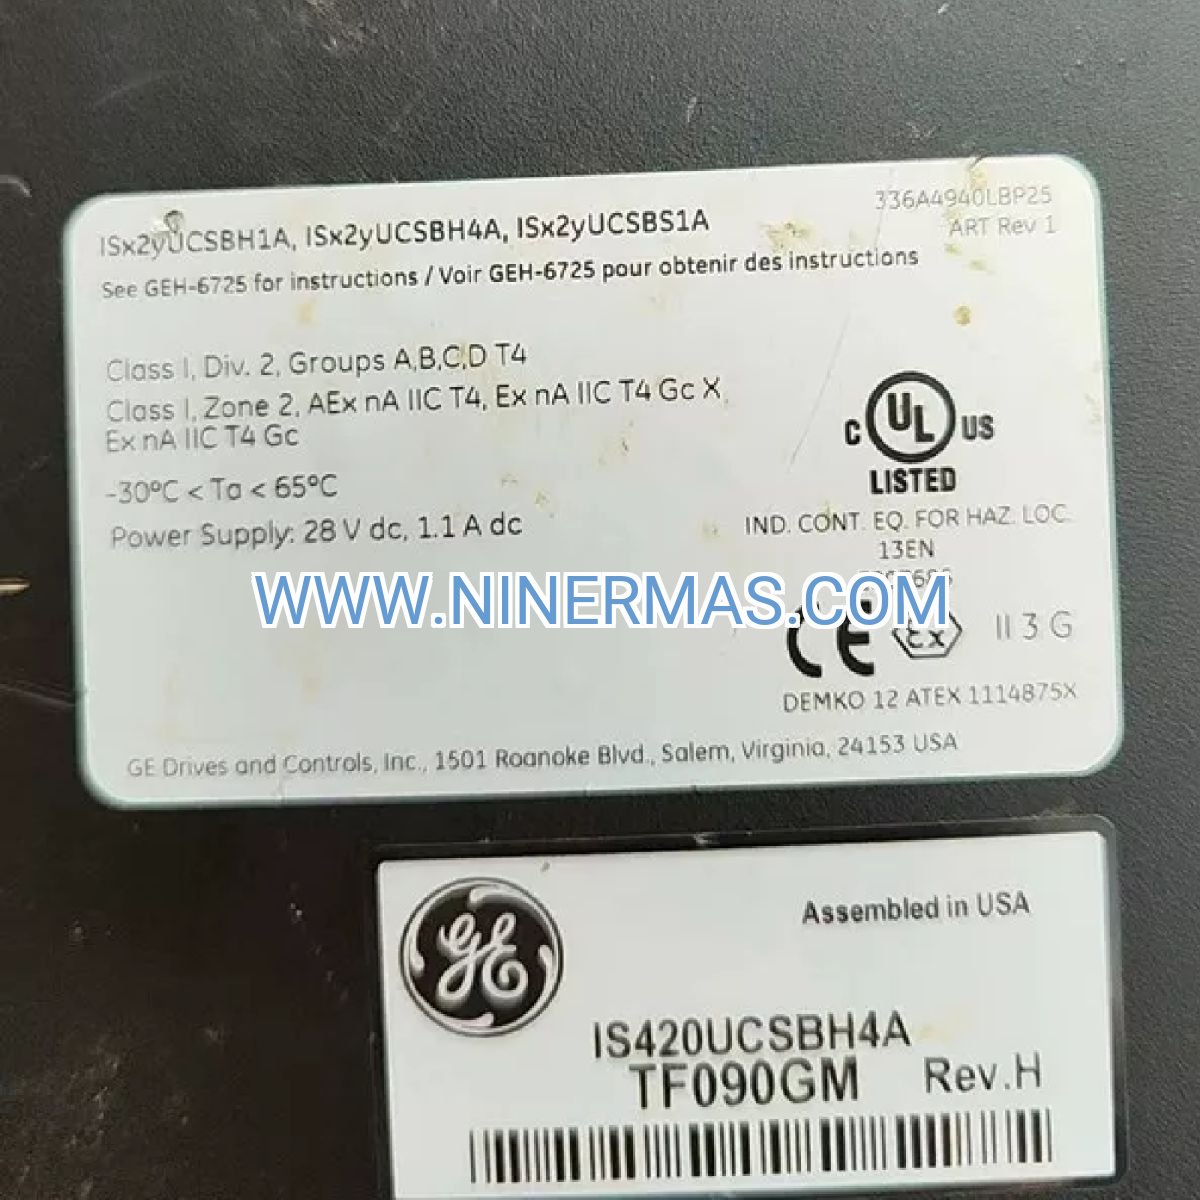 336A4940LBP25
ART Rev 1
ISx2yUCSBH1A, ISx2yUCSBH4A, ISx2yUCSBS1A
See GEH-6725 for instructions / Voir GEH-6725 pour obtenir des instructions
Class I, Div. 2, Groups A,B,C,D T4
Class I, Zone 2, AEx nA IIC T4, Ex nA IIC T4 Gc X
Ex nA IIC T4 Gc
-30ºC < Ta < 65ºC
Power Supply: 28 V dc, 1.1 A dc
C UL US
LISTED
IND. CONT. EQ. FOR HAZ. LOC.
13EN
WWW.NINERMAS.COM
CE Ex II 3 G
DEMKO 12 ATEX 1114875X
GE Drives and Controls, Inc., 1501 Roanoke Blvd., Salem, Virginia, 24153 USA
GE
Assembled in USA
IS420UCSBH4A
TF090GM Rev.H